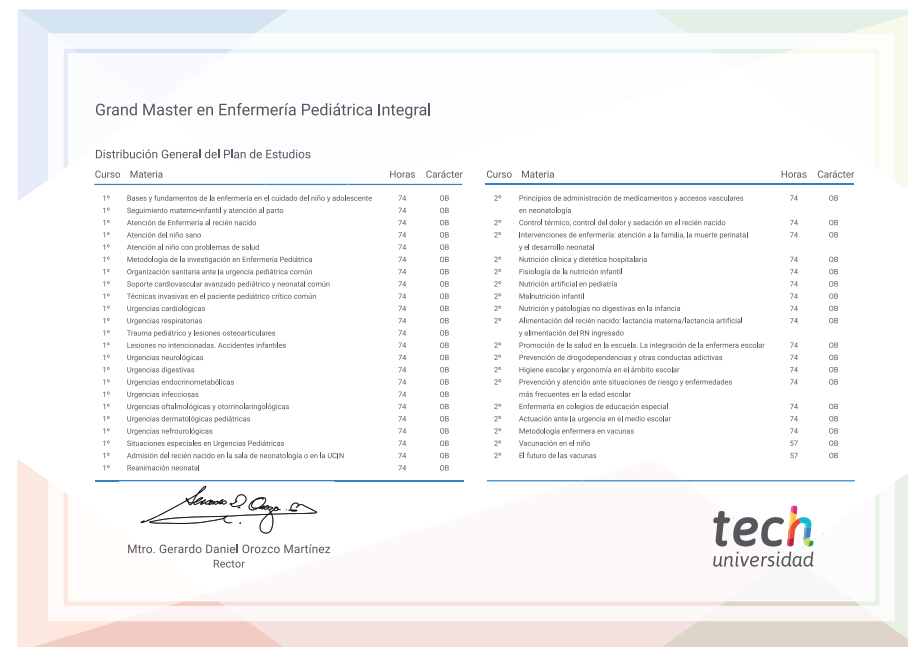 Grand Master en Enfermería Pediátrica Integral
Distribución General del Plan de Estudios
Curso Materia Horas Carácter
1º Bases y fundamentos de la enfermería en el cuidado del niño y adolescente 74 OB
1º Seguimiento materno-infantil y atención al parto 74 OB
1º Atención de Enfermería al recién nacido 74 OB
1º Atención del niño sano 74 OB
1º Atención al niño con problemas de salud 74 OB
1º Metodología de la investigación en Enfermería Pediátrica 74 OB
1º Organización sanitaria ante la urgencia pediátrica común 74 OB
1º Soporte cardiovascular avanzado pediátrico y neonatal común 74 OB
1º Técnicas invasivas en el paciente pediátrico crítico común 74 OB
1º Urgencias cardiológicas 74 OB
1º Urgencias respiratorias 74 OB
1º Trauma pediátrico y lesiones osteoarticulares 74 OB
1º Lesiones no intencionadas. Accidentes infantiles 74 OB
1º Urgencias neurológicas 74 OB
1º Urgencias digestivas 74 OB
1º Urgencias endocrinometabólicas 74 OB
1º Urgencias infecciosas 74 OB
1º Urgencias oftalmológicas y otorrinolaringológicas 74 OB
1º Urgencias dermatológicas pediátricas 74 OB
1º Urgencias nefrourológicas 74 OB
1º Situaciones especiales en Urgencias Pediátricas 74 OB
1º Admisión del recién nacido en la sala de neonatología o en la UCIN 74 OB
1º Reanimación neonatal 74 OB
Curso Materia Horas Carácter
2º Principios de administración de medicamentos y accesos vasculares 74 OB
en neonatología
2º Control térmico, control del dolor y sedación en el recién nacido 74 OB
2º Intervenciones de enfermería: atención a la familia, la muerte perinatal 74 OB
y el desarrollo neonatal
2º Nutrición clínica y dietética hospitalaria 74 OB
2º Fisiología de la nutrición infantil 74 OB
2º Nutrición artificial en pediatría 74 OB
2º Malnutrición infantil 74 OB
2º Nutrición y patologías no digestivas en la infancia 74 OB
2º Alimentación del recién nacido: lactancia materna/lactancia artificial 74 OB
y alimentación del RN ingresado
2º Promoción de la salud en la escuela. La integración de la enfermera escolar 74 OB
2º Prevención de drogodependencias y otras conductas adictivas 74 OB
2º Higiene escolar y ergonomía en el ámbito escolar 74 OB
2º Prevención y atención ante situaciones de riesgo y enfermedades 74 OB
más frecuentes en la edad escolar
2º Enfermería en colegios de educación especial 74 OB
2º Actuación ante la urgencia en el medio escolar 74 OB
2º Metodología enfermera en vacunas 74 OB
2º Vacunación en el niño 57 OB
2º El futuro de las vacunas 57 OB
Mtro. Gerardo Daniel Orozco Martínez
Rector
tech
universidad